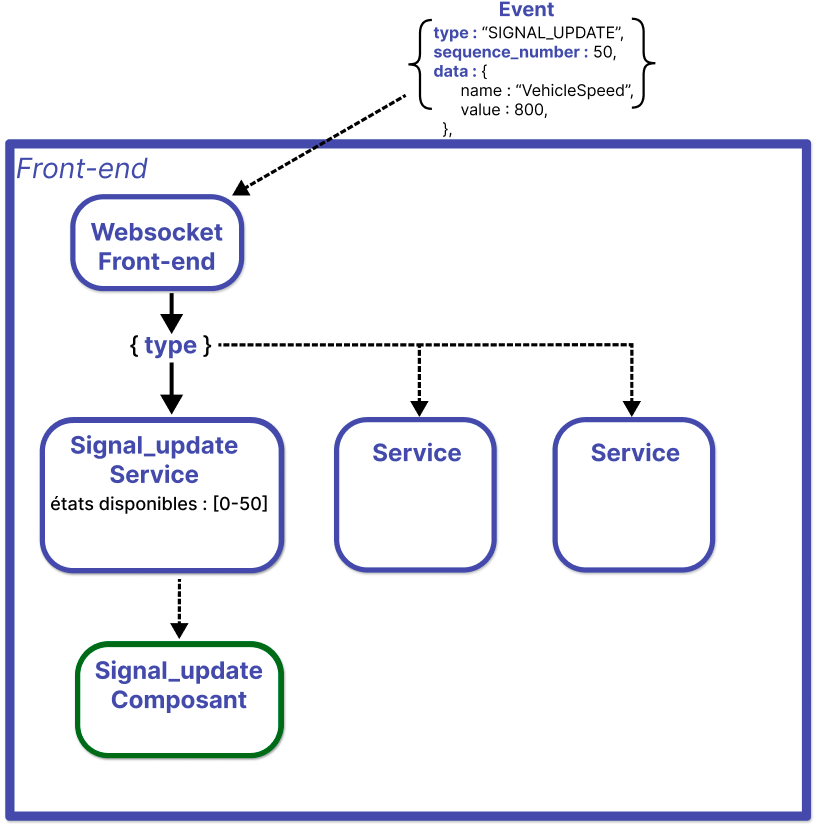 Event
type : “SIGNAL_UPDATE”,
sequence_number : 50,
data : {
name : “VehicleSpeed”,
value : 800,
},
Front-end
Websocket
Front-end
{ type }
Signal_update
Service
états disponibles : [0-50]
Service
Service
Signal_update
Composant